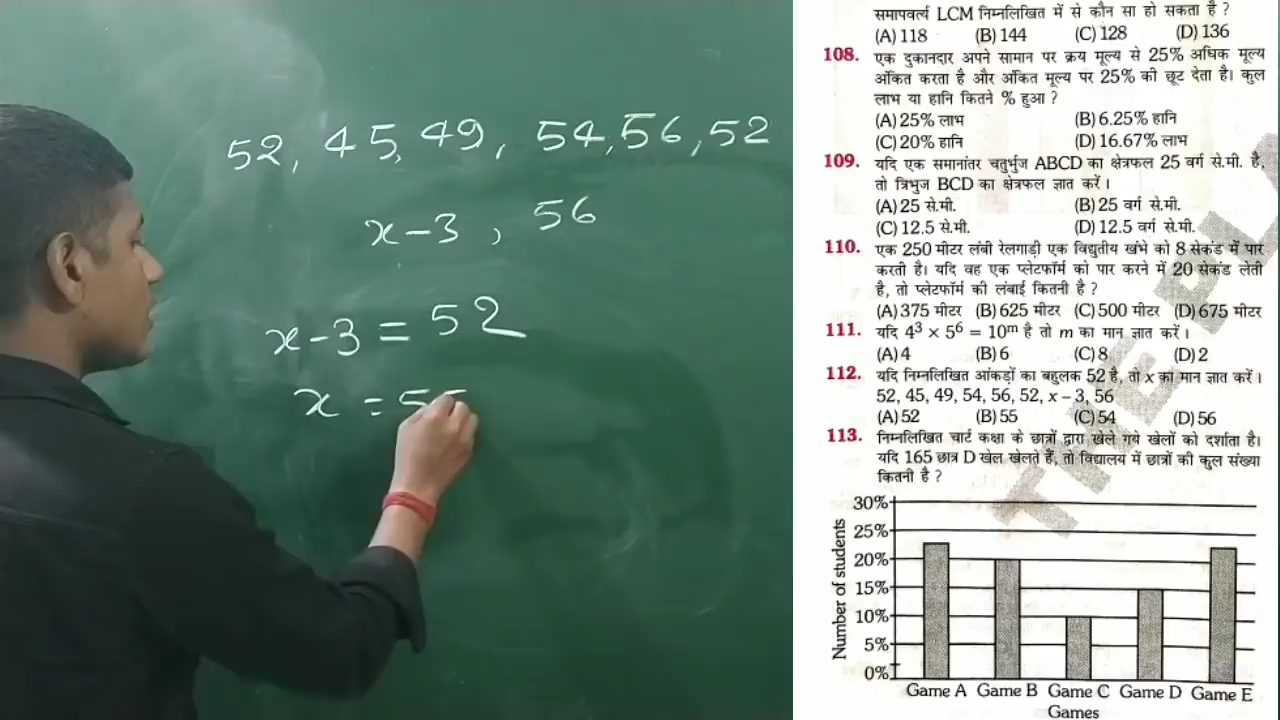 52, 45, 49, 54, 56, 52
x-3, 56
x-3 = 52
x = 55
समापवर्त्य LCM निम्नलिखित में से कौन सा हो सकता है ?
(A) 118 (B) 144 (C) 128 (D) 136
108. एक दुकानदार अपने सामान पर क्रय मूल्य से 25% अधिक मूल्य
अंकित करता है और अंकित मूल्य पर 25% की छूट देता है। कुल
लाभ या हानि कितने % हुआ ?
(A) 25% लाभ (B) 6.25% हानि
(C) 20% हानि (D) 16.67% लाभ
109. यदि एक समानांतर चतुर्भुज ABCD का क्षेत्रफल 25 वर्ग से.मी. है,
तो त्रिभुज BCD का क्षेत्रफल ज्ञात करें।
(A) 25 से.मी. (B) 25 वर्ग से.मी.
(C) 12.5 से.मी. (D) 12.5 वर्ग से.मी.
110. एक 250 मीटर लंबी रेलगाड़ी एक विद्युतीय खंभे को 8 सेकंड में पार
करती है। यदि वह एक प्लेटफॉर्म को पार करने में 20 सेकंड लेती
है, तो प्लेटफॉर्म की लंबाई कितनी है ?
(A) 375 मीटर (B) 625 मीटर (C) 500 मीटर (D) 675 मीटर
111. यदि 4³ × 5⁶ = 10ᵐ है तो m का मान ज्ञात करें।
(A) 4 (B) 6 (C) 8 (D) 2
112. यदि निम्नलिखित आंकड़ों का बहुलक 52 है, तो x का मान ज्ञात करें।
52, 45, 49, 54, 56, 52, x – 3, 56
(A) 52 (B) 55 (C) 54 (D) 56
113. निम्नलिखित चार्ट कक्षा के छात्रों द्वारा खेले गये खेलों को दर्शाता है।
यदि 165 छात्र D खेल खेलते हैं, तो विद्यालय में छात्रों की कुल संख्या
कितनी है ?
Number of students
30%
25%
20%
15%
10%
5%
0%
Game A Game B Game C Game D Game E
Games
THE PL